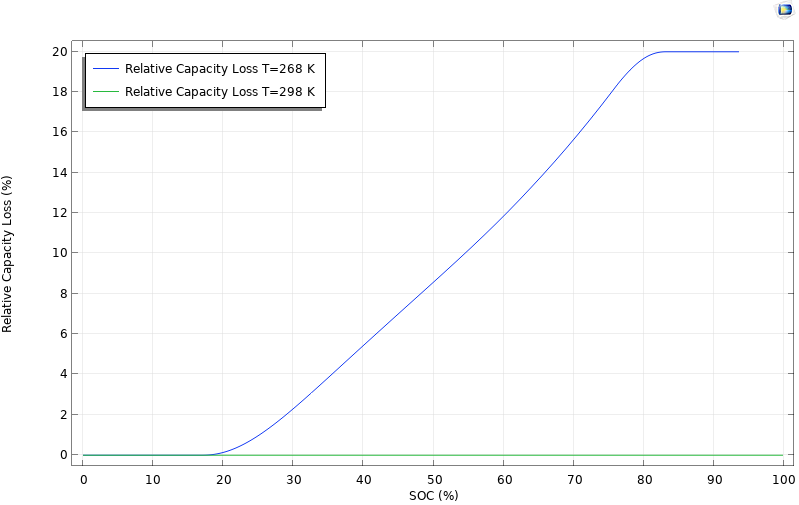 20
18
16
14
12
10
8
6
4
2
0
Relative Capacity Loss (%)
Relative Capacity Loss T=268 K
Relative Capacity Loss T=298 K
0 10 20 30 40 50 60 70 80 90 100
SOC (%)